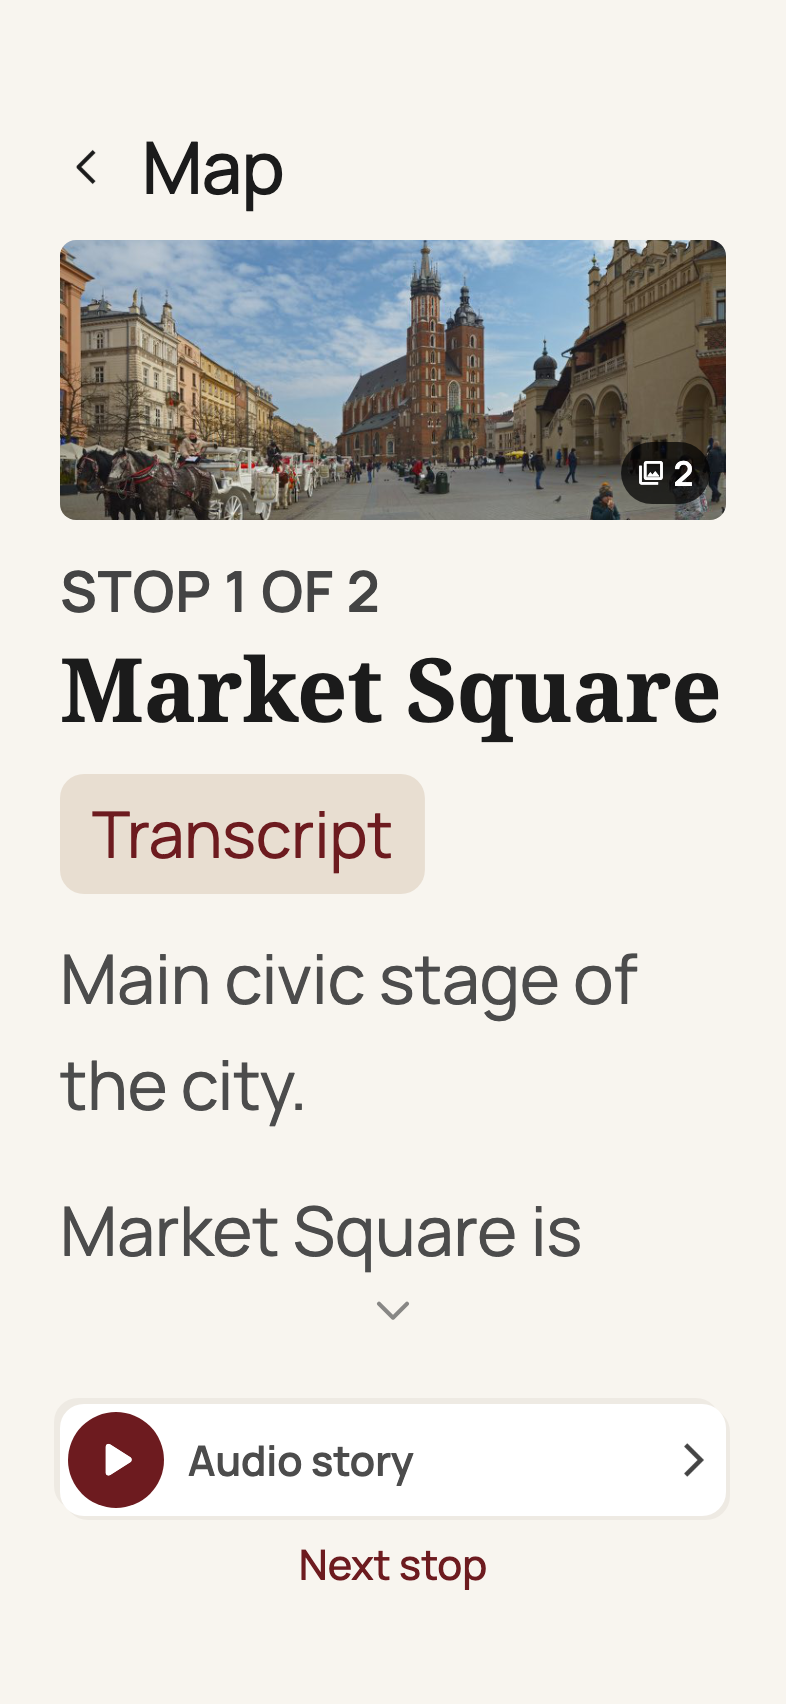 Map
2
STOP 1 OF 2
Market Square
Transcript
Main civic stage of
the city.
Market Square is
Audio story
Next stop